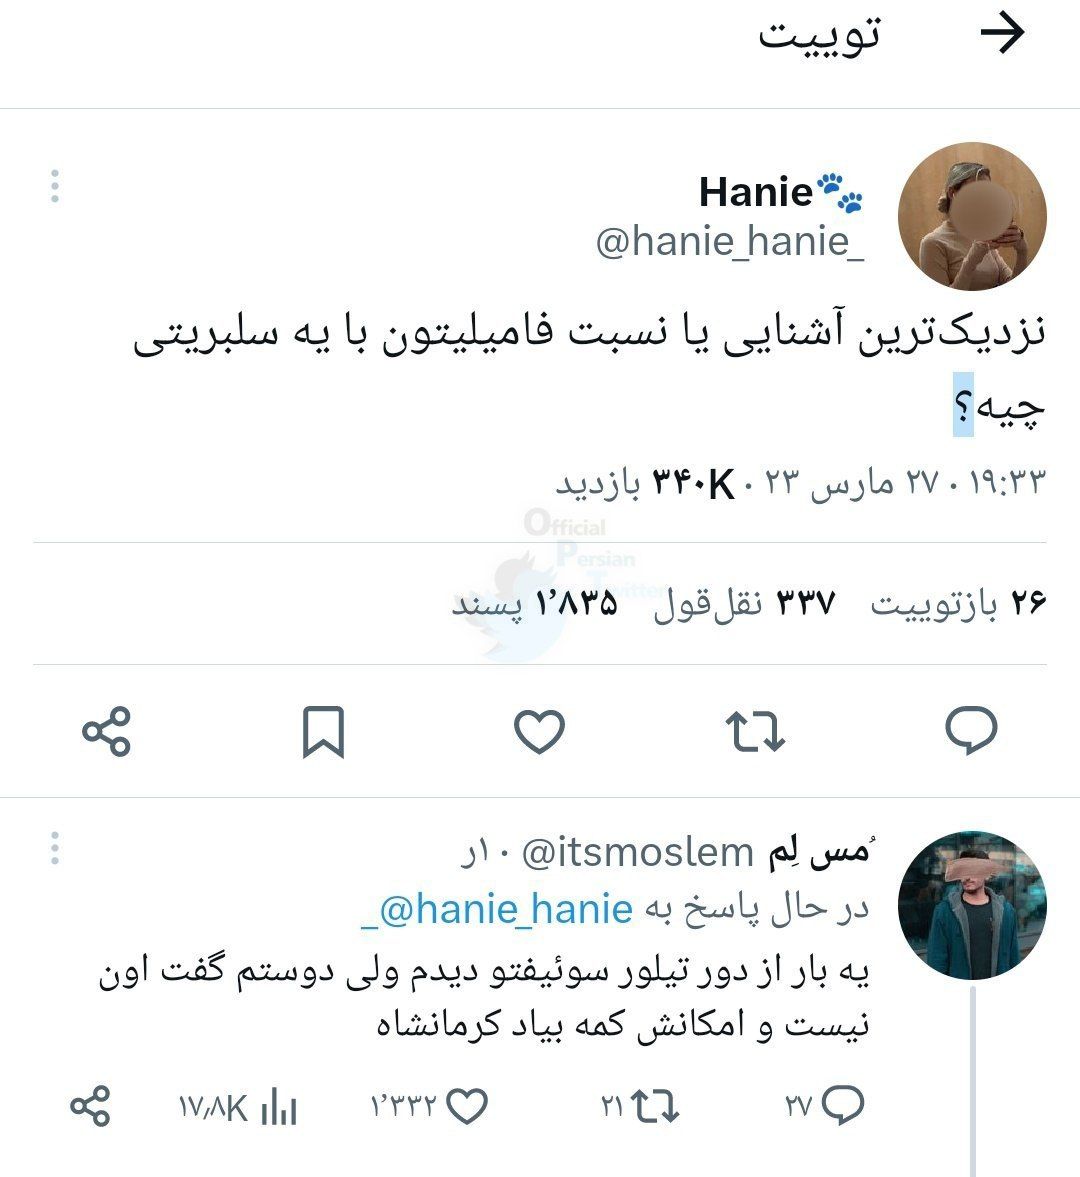 توییت
Hanie🐾
@hanie_hanie_
نزدیک‌ترین آشنایی یا نسبت فامیلیتون با یه سلبریتی
چیه؟
۱۹:۳۳ · ۲۷ مارس ۲۳ · ۳۴۰K بازدید
Official
Persian
Twitter
۲۶ بازتوییت ۳۳۷ نقل‌قول ۱٬۸۳۵ پسند
ُمس لِم @itsmoslem · ۱۰ر
در حال پاسخ به @hanie_hanie_
یه بار از دور تیلور سوئیفتو دیدم ولی دوستم گفت اون
نیست و امکانش کمه بیاد کرمانشاه
۲۷ ۲۱ ۱٬۳۳۲ ۱۷٫۸K